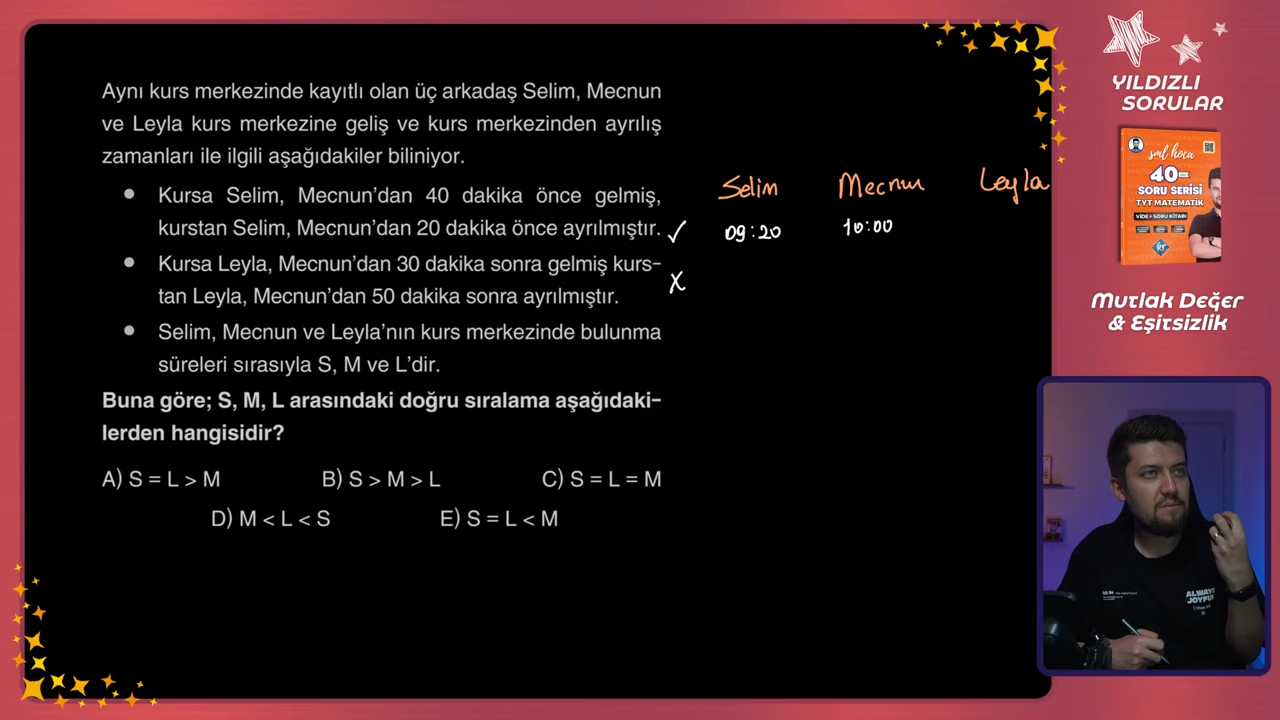 Aynı kurs merkezinde kayıtlı olan üç arkadaş Selim, Mecnun
ve Leyla kurs merkezine geliş ve kurs merkezinden ayrılış
zamanları ile ilgili aşağıdakiler biliniyor.
• Kursa Selim, Mecnun'dan 40 dakika önce gelmiş,
kurstan Selim, Mecnun'dan 20 dakika önce ayrılmıştır. ✓
• Kursa Leyla, Mecnun'dan 30 dakika sonra gelmiş kurs-
tan Leyla, Mecnun'dan 50 dakika sonra ayrılmıştır. X
• Selim, Mecnun ve Leyla'nın kurs merkezinde bulunma
süreleri sırasıyla S, M ve L'dir.
Buna göre; S, M, L arasındaki doğru sıralama aşağıdaki-
lerden hangisidir?
A) S = L > M B) S > M > L C) S = L = M
D) M < L < S E) S = L < M
Selim Mecnun Leyla
09:20 10:00
YILDIZLI
SORULAR
sml hoca
40
SORU SERİSİ
TYT MATEMATİK
Mutlak Değer
& Eşitsizlik
ALWAYS
JOYFUL